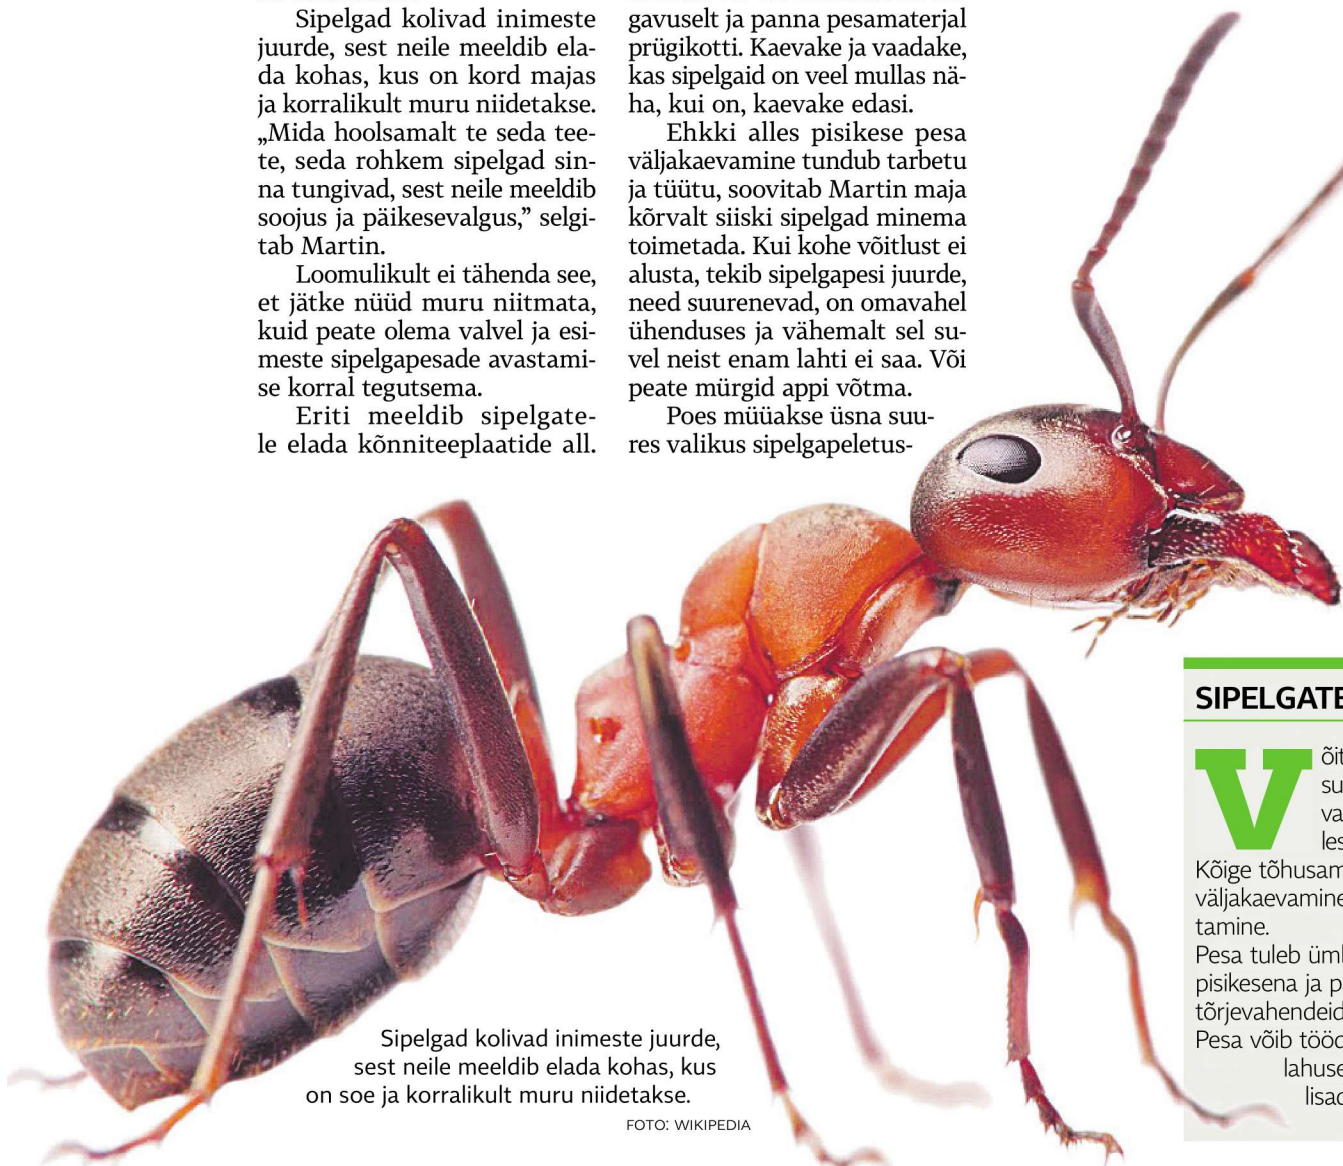 Sipelgad kolivad inimeste
juurde, sest neile meeldib ela-
da kohas, kus on kord majas
ja korralikult muru niidetakse.
„Mida hoolsamalt te seda tee-
te, seda rohkem sipelgad sin-
na tungivad, sest neile meeldib
soojus ja päikesevalgus,” selgi-
tab Martin.
Loomulikult ei tähenda see,
et jätke nüüd muru niitmata,
kuid peate olema valvel ja esi-
meste sipelgapesade avastami-
se korral tegutsema.
Eriti meeldib sipelgate-
le elada kõnniteeplaatide all.
gavuselt ja panna pesamaterjal
prügikotti. Kaevake ja vaadake,
kas sipelgaid on veel mullas nä-
ha, kui on, kaevake edasi.
Ehkki alles pisikese pesa
väljakaevamine tundub tarbetu
ja tüütu, soovitab Martin maja
kõrvalt siiski sipelgad minema
toimetada. Kui kohe võitlust ei
alusta, tekib sipelgapesi juurde,
need suurenevad, on omavahel
ühenduses ja vähemalt sel su-
vel neist enam lahti ei saa. Või
peate mürgid appi võtma.
Poes müüakse üsna suu-
res valikus sipelgapeletus-
Sipelgad kolivad inimeste juurde,
sest neile meeldib elada kohas, kus
on soe ja korralikult muru niidetakse.
FOTO: WIKIPEDIA
SIPELGATE
Võit
su
va
les
Kõige tõhusam
väljakaevamine
tamine.
Pesa tuleb üm
pisikesena ja p
tõrjevahendeid
Pesa võib tööd
lahuse
lisad